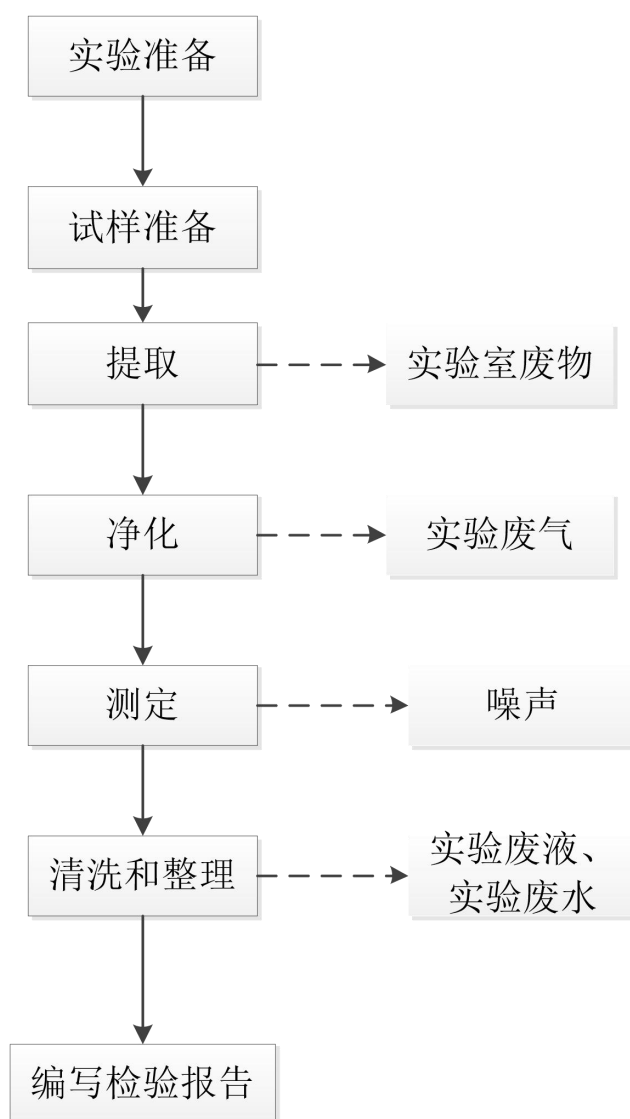 实验准备
试样准备
提取
实验室废物
净化
实验废气
测定
噪声
清洗和整理
实验废液、
实验废水
编写检验报告